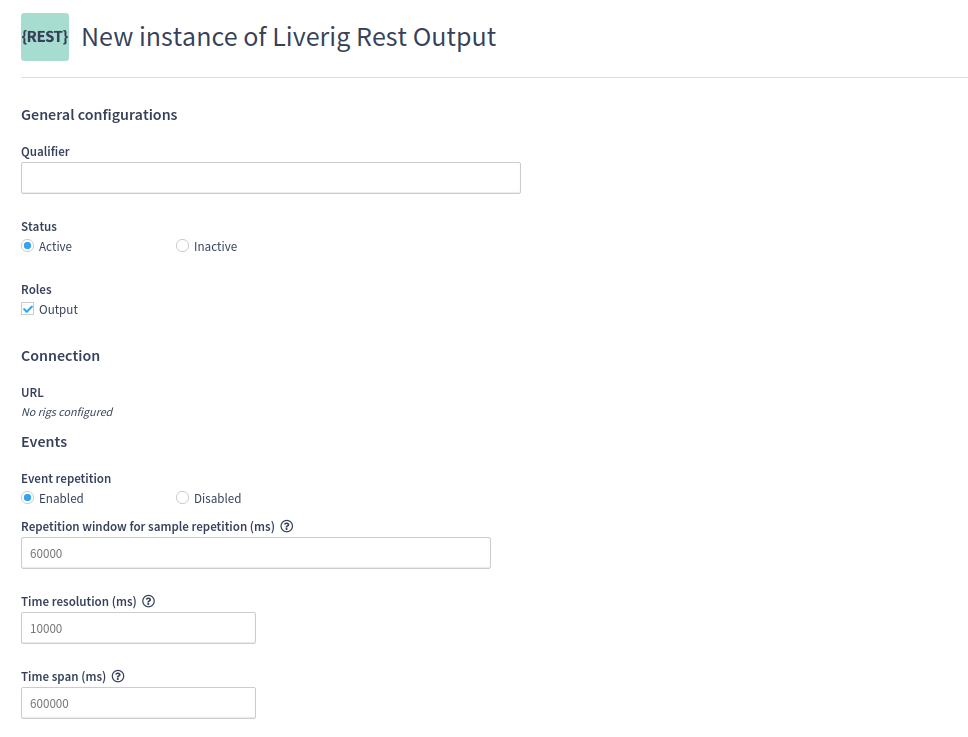 {REST} New instance of Liverig Rest Output
General configurations
Qualifier
Status
Active Inactive
Roles
Output
Connection
URL
No rigs configured
Events
Event repetition
Enabled Disabled
Repetition window for sample repetition (ms) ?
60000
Time resolution (ms) ?
10000
Time span (ms) ?
600000